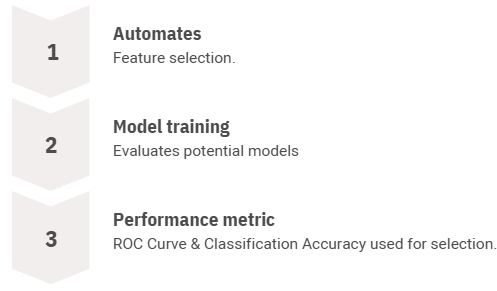 1
Automates
Feature selection.
2
Model training
Evaluates potential models
3
Performance metric
ROC Curve & Classification Accuracy used for selection.